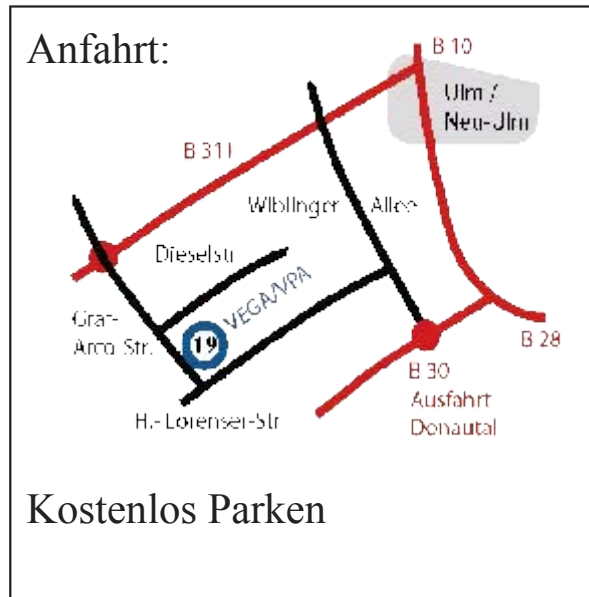 Anfahrt:
B 10
Ulm /
Neu-Ulm
B 311
Wiblinger Allee
Dieselstr
VEGA/VPA
Graf-
Arco Str.
19
B 28
B 30
Ausfahrt
Donautal
H.- Lorenser-Str
Kostenlos Parken